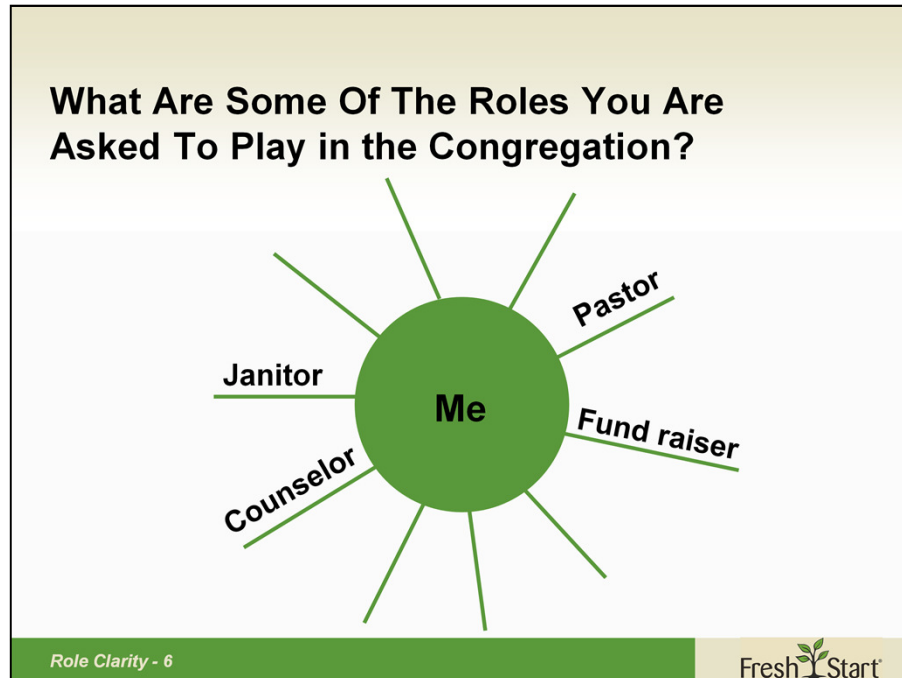 What Are Some Of The Roles You Are
Asked To Play in the Congregation?
Pastor
Janitor
Me
Fund raiser
Counselor
Role Clarity - 6
Fresh Start